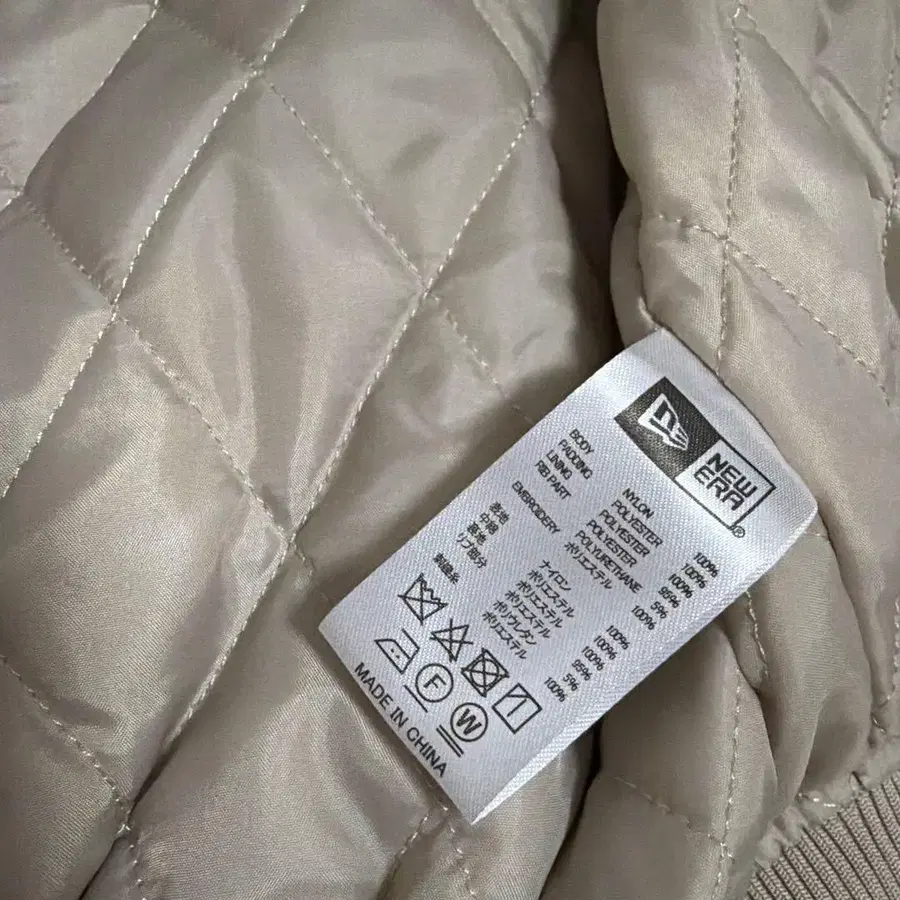 NEW
ERA®
BODY NYLLON 100%
PADDING POLYESTER 100%
LINING POLYESTER 100%
RIB PART POLYESTER 95%
POLYURETHANE 5%
EMBROIDERY ポリエステル 100%
表地 ナイロン 100%
中綿 ポリエステル 100%
裏地 ポリエステル 100%
リブ部分 ポリエステル 95%
ポリウレタン 5%
刺繍糸 ポリエステル 100%
F W
MADE IN CHINA